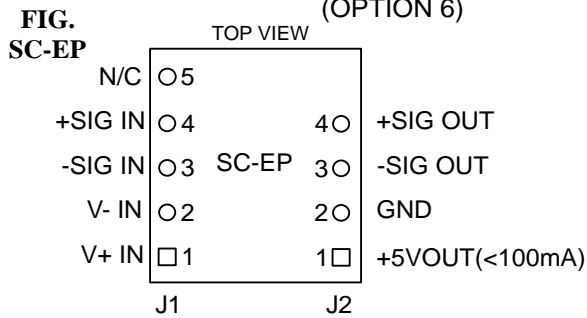 (OPTION 6)
FIG.
SC-EP
TOP VIEW
N/C 5
+SIG IN 4 4 +SIG OUT
-SIG IN 3 SC-EP 3 -SIG OUT
V- IN 2 2 GND
V+ IN 1 1 +5VOUT(<100mA)
J1 J2